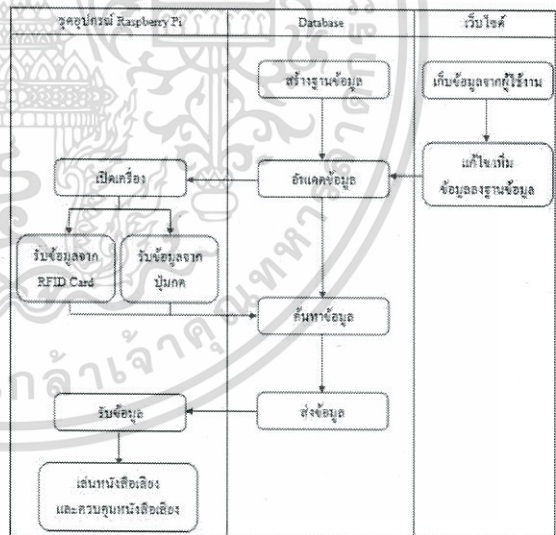 ชุดอุปกรณ์ Raspberry Pi
Database
เว็บไซต์
สร้างฐานข้อมูล
เก็บข้อมูลจากผู้ใช้งาน
เปิดเครื่อง
อัพเดตข้อมูล
แก้ไข เพิ่ม
ข้อมูลลงฐานข้อมูล
รับข้อมูลจาก
RFID Card
รับข้อมูลจาก
ปุ่มกด
ค้นหาข้อมูล
รับข้อมูล
ส่งข้อมูล
เล่นหนังสือเสียง
และควบคุมหนังสือเสียง